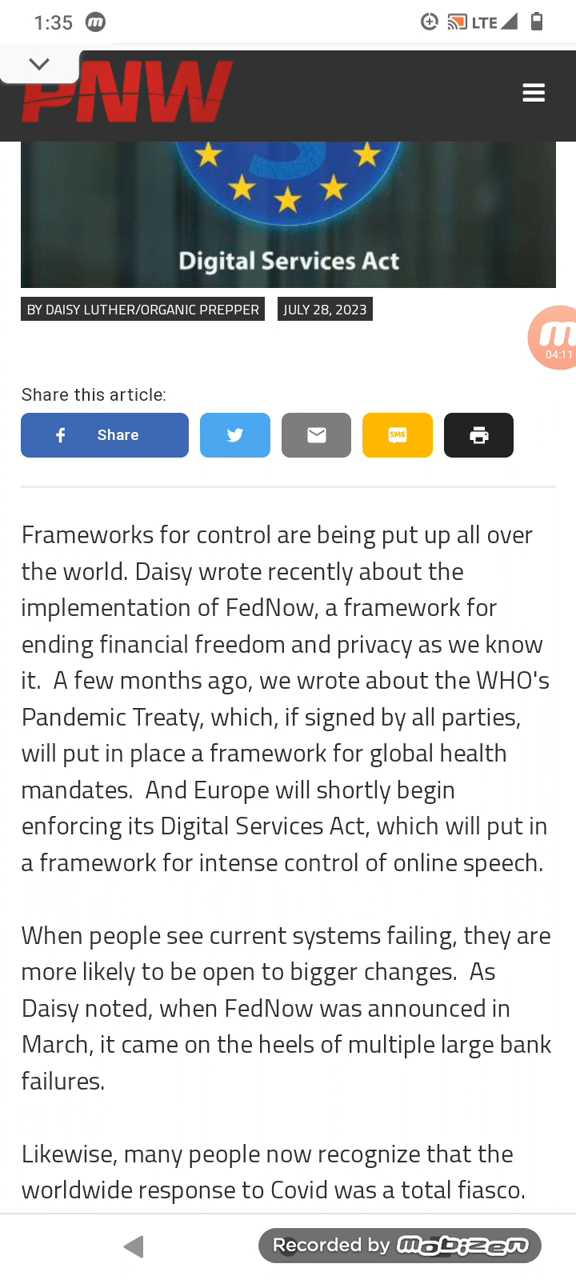 1:35
LTE
PNW
Digital Services Act
BY DAISY LUTHER/ORGANIC PREPPER JULY 28, 2023
04:11
Share this article:
Share
SMS
Frameworks for control are being put up all over
the world. Daisy wrote recently about the
implementation of FedNow, a framework for
ending financial freedom and privacy as we know
it.  A few months ago, we wrote about the WHO's
Pandemic Treaty, which, if signed by all parties,
will put in place a framework for global health
mandates.  And Europe will shortly begin
enforcing its Digital Services Act, which will put in
a framework for intense control of online speech.
When people see current systems failing, they are
more likely to be open to bigger changes.  As
Daisy noted, when FedNow was announced in
March, it came on the heels of multiple large bank
failures.
Likewise, many people now recognize that the
worldwide response to Covid was a total fiasco.
Recorded by mobizen